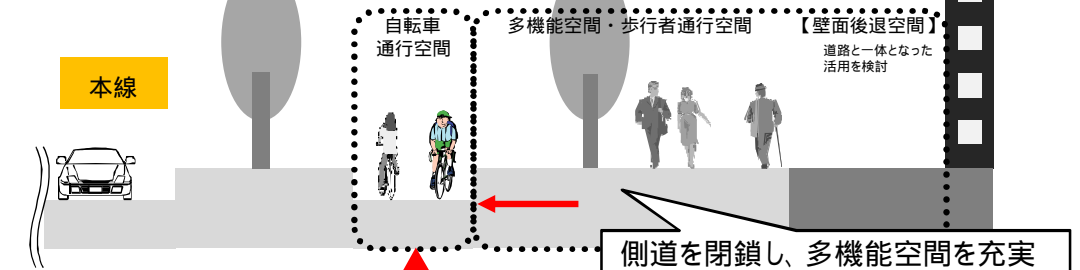 自転車
通行空間
多機能空間・歩行者通行空間
【壁面後退空間】
道路と一体となった
活用を検討
本線
側道を閉鎖し、多機能空間を充実